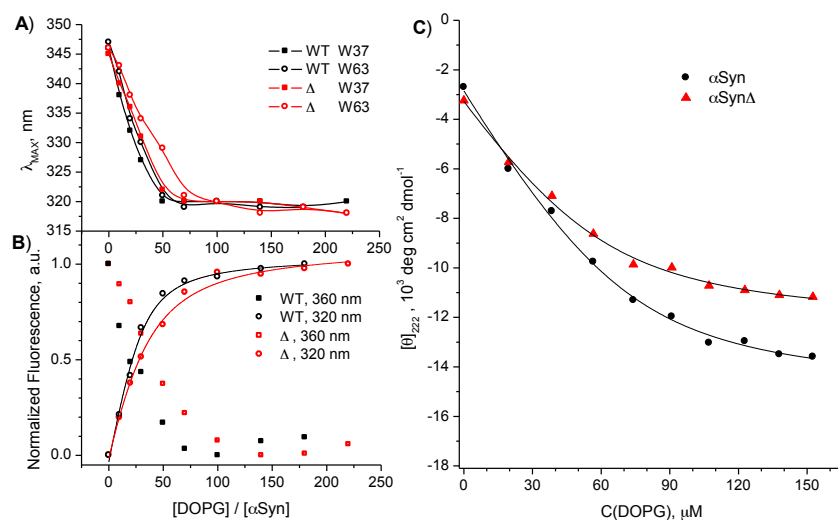 A)
350
345
340
335
330
325
320
315
λMAX, nm
WT W37
WT W63
Δ W37
Δ W63
0 50 100 150 200 250
B)
1.0
0.5
0.0
Normalized Fluorescence, a.u.
WT, 360 nm
WT, 320 nm
Δ , 360 nm
Δ , 320 nm
0 50 100 150 200 250
[DOPG] / [αSyn]
C)
0
-2
-4
-6
-8
-10
-12
-14
-16
-18
[θ]222 , 10³ deg cm² dmol⁻¹
αSyn
αSynΔ
0 30 60 90 120 150
C(DOPG), μM